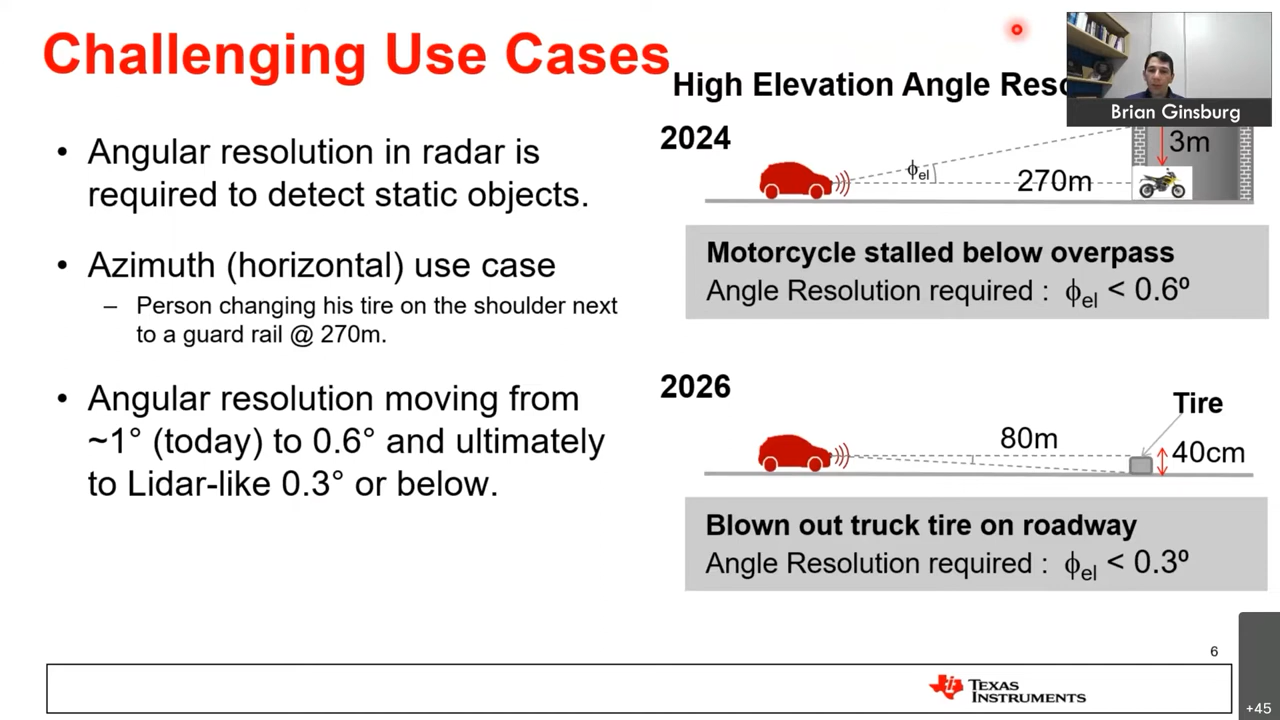 Challenging Use Cases
• Angular resolution in radar is
required to detect static objects.
• Azimuth (horizontal) use case
– Person changing his tire on the shoulder next
to a guard rail @ 270m.
• Angular resolution moving from
~1° (today) to 0.6° and ultimately
to Lidar-like 0.3° or below.
High Elevation Angle
Brian Ginsburg
2024
ϕel
270m
3m
Motorcycle stalled below overpass
Angle Resolution required : ϕel < 0.6º
2026
Tire
80m
40cm
Blown out truck tire on roadway
Angle Resolution required : ϕel < 0.3º
6
TEXAS
INSTRUMENTS
+45